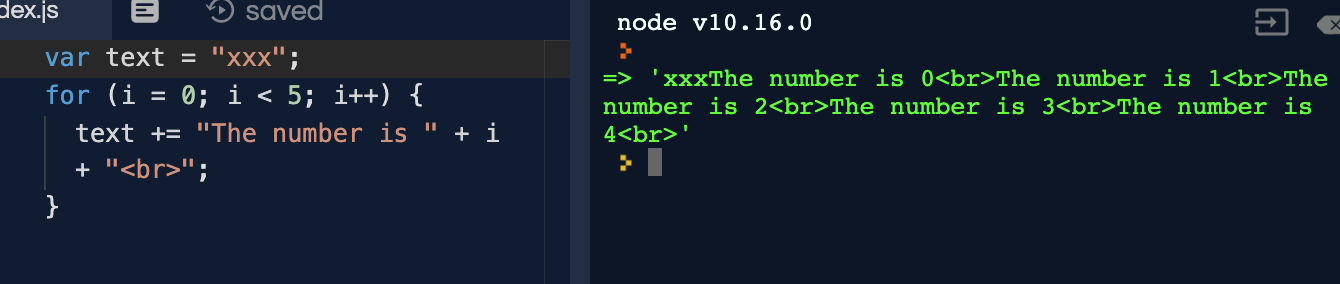 dex.js
saved
var text = "xxx";
for (i = 0; i < 5; i++) {
text += "The number is " + i
+ "<br>";
}
node v10.16.0
=> 'xxxThe number is 0<br>The number is 1<br>The
number is 2<br>The number is 3<br>The number is
4<br>'